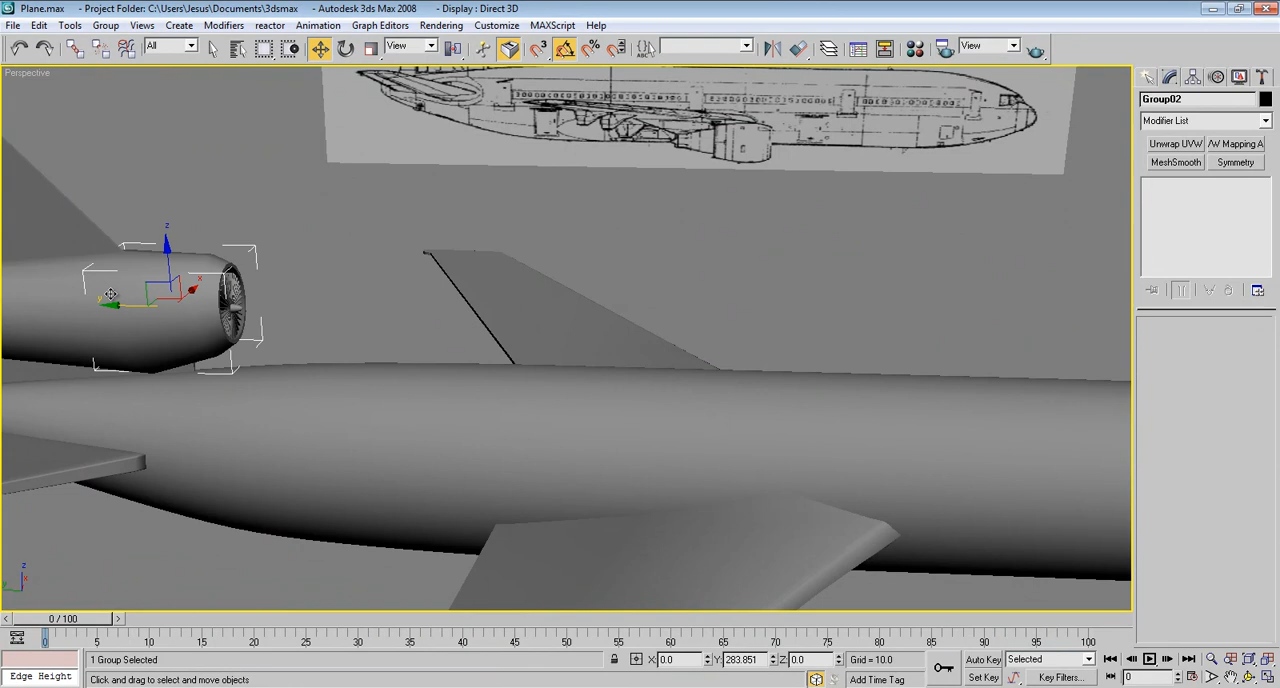 Plane.max - Project Folder: C:\Users\Jesus\Documents\3dsmax - Autodesk 3ds Max 2008 - Display : Direct 3D
File Edit Tools Group Views Create Modifiers reactor Animation Graph Editors Rendering Customize MAXScript Help
All View View
Perspective
Group02
Modifier List
Unwrap UVW /W Mapping A
MeshSmooth Symmetry
z
x
y
z
x
y
0 / 100
0 5 10 15 20 25 30 35 40 45 50 55 60 65 70 75 80 85 90 95 100
1 Group Selected X: 0.0 Y: 283.851 Z: 0.0 Grid = 10.0 Auto Key Selected
Edge Height Click and drag to select and move objects Add Time Tag Set Key Key Filters... 0